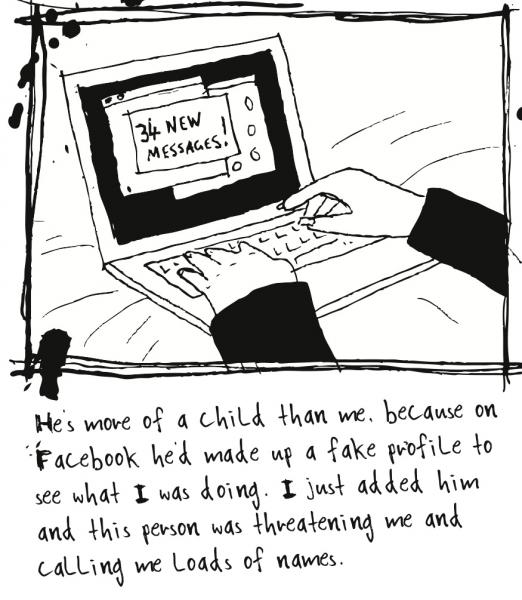 34 NEW
MESSAGES!
He's more of a child than me. because on
Facebook he'd made up a fake profile to
see what I was doing. I just added him
and this person was threatening me and
calling me loads of names.